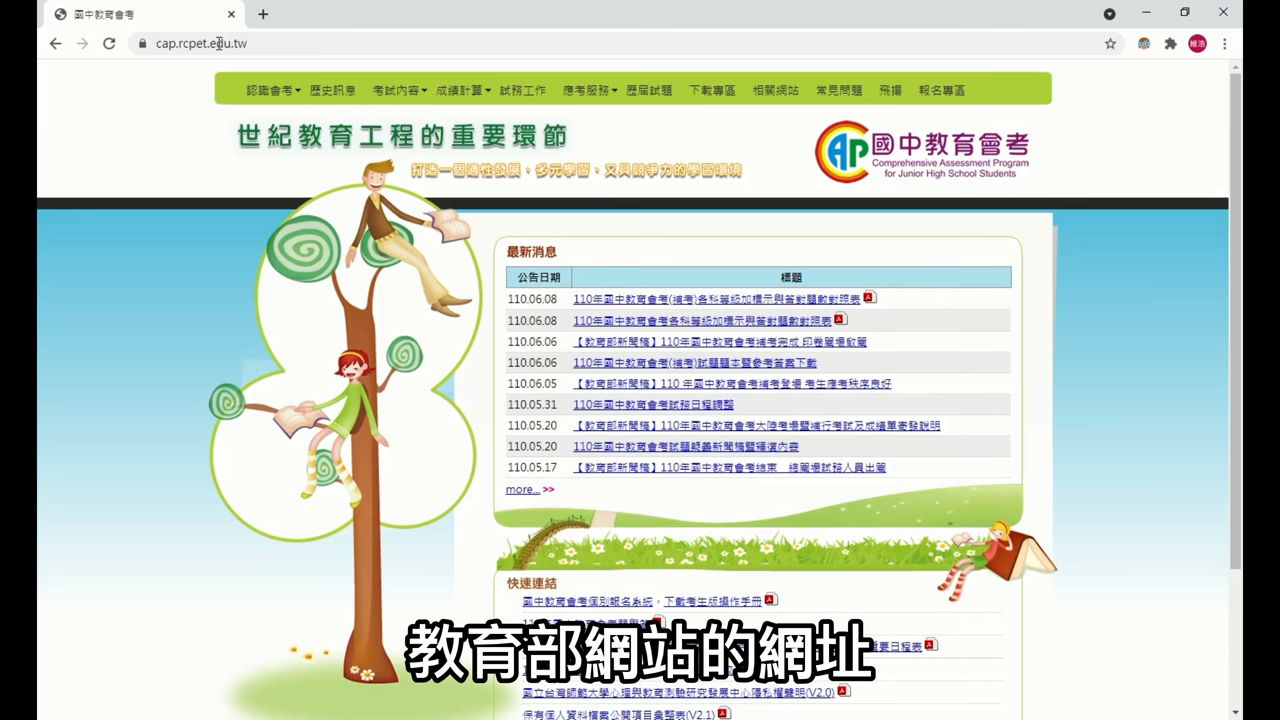 國中教育會考
cap.rcpet.edu.tw
維浩
認識會考 歷史訊息 考試內容 成績計算 試務工作 應考服務 歷屆試題 下載專區 相關網站 常見問題 飛揚 報名專區
世紀教育工程的重要環節
打造一個適性發展，多元學習，又具競爭力的學習環境
CAP 國中教育會考
Comprehensive Assessment Program
for Junior High School Students
最新消息
公告日期 標題
110.06.08 110年國中教育會考(補考)各科等級加標示與答對題數對照表
110.06.08 110年國中教育會考各科等級加標示與答對題數對照表
110.06.06 【教育部新聞稿】110年國中教育會考補考完成 印卷闈場啟闈
110.06.06 110年國中教育會考(補考)試題題本暨參考答案下載
110.06.05 【教育部新聞稿】110 年國中教育會考補考登場 考生應考秩序良好
110.05.31 110年國中教育會考試務日程調整
110.05.20 【教育部新聞稿】110年國中教育會考大陸考場暨補行考試及成績單寄發說明
110.05.20 110年國中教育會考試題疑義新聞稿暨釋復內容
110.05.17 【教育部新聞稿】110年國中教育會考結束 總闈場試務人員出闈
more... >>
快速連結
國中教育會考個別報名系統，下載考生版操作手冊
重要日程表
教育部網站的網址
國立台灣師範大學心理與教育測驗研究發展中心隱私權聲明(V2.0)
保有個人資料檔案公開項目彙整表(V2.1)